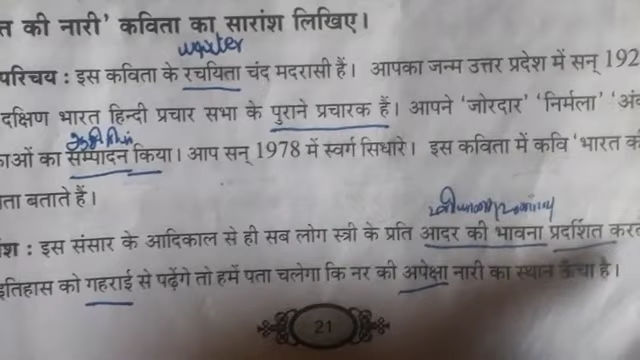 त की नारी' कविता का सारांश लिखिए।
writer
परिचय : इस कविता के रचयिता चंद मदरासी हैं। आपका जन्म उत्तर प्रदेश में सन् 192
दक्षिण भारत हिन्दी प्रचार सभा के पुराने प्रचारक हैं। आपने 'जोरदार' 'निर्मला' 'अं
काओं का सम्पादन किया। आप सन् 1978 में स्वर्ग सिधारे। इस कविता में कवि 'भारत क
ता बताते हैं।
श : इस संसार के आदिकाल से ही सब लोग स्त्री के प्रति आदर की भावना प्रदर्शित कर
इतिहास को गहराई से पढ़ेंगे तो हमें पता चलेगा कि नर की अपेक्षा नारी का स्थान ऊँचा है।
21